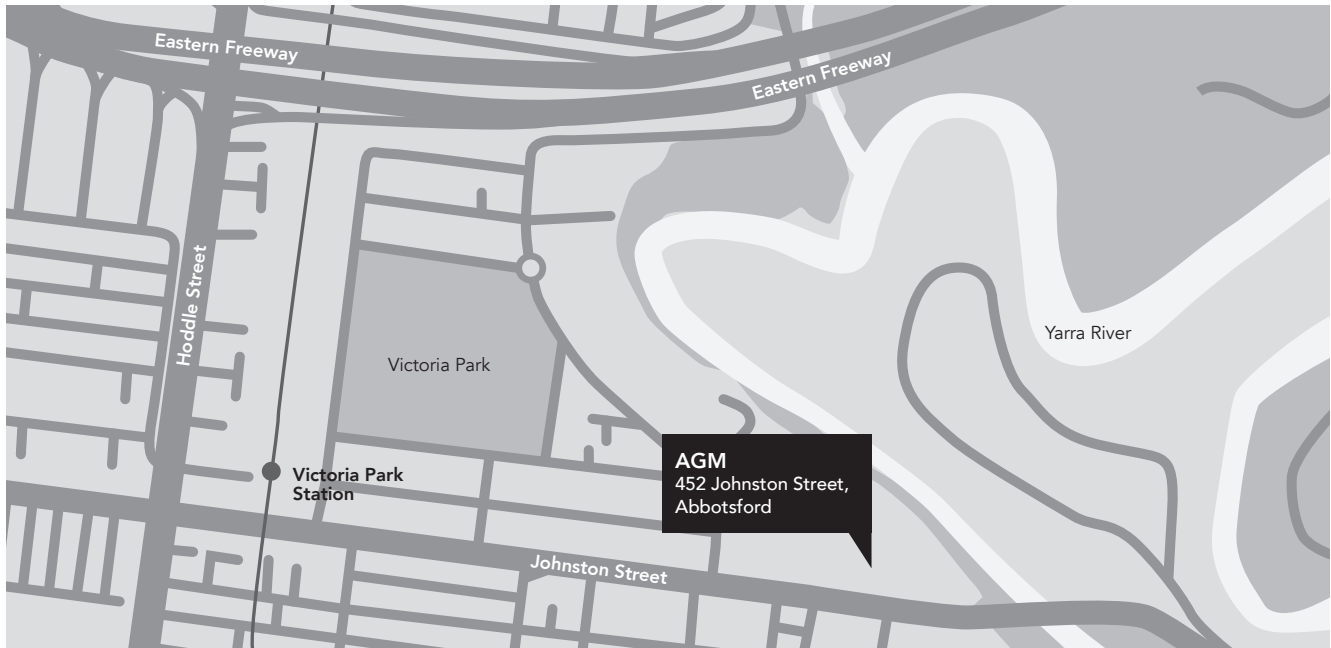 Eastern Freeway
Eastern Freeway
Hoddle Street
Yarra River
Victoria Park
AGM
452 Johnston Street,
Abbotsford
Victoria Park
Station
Johnston Street